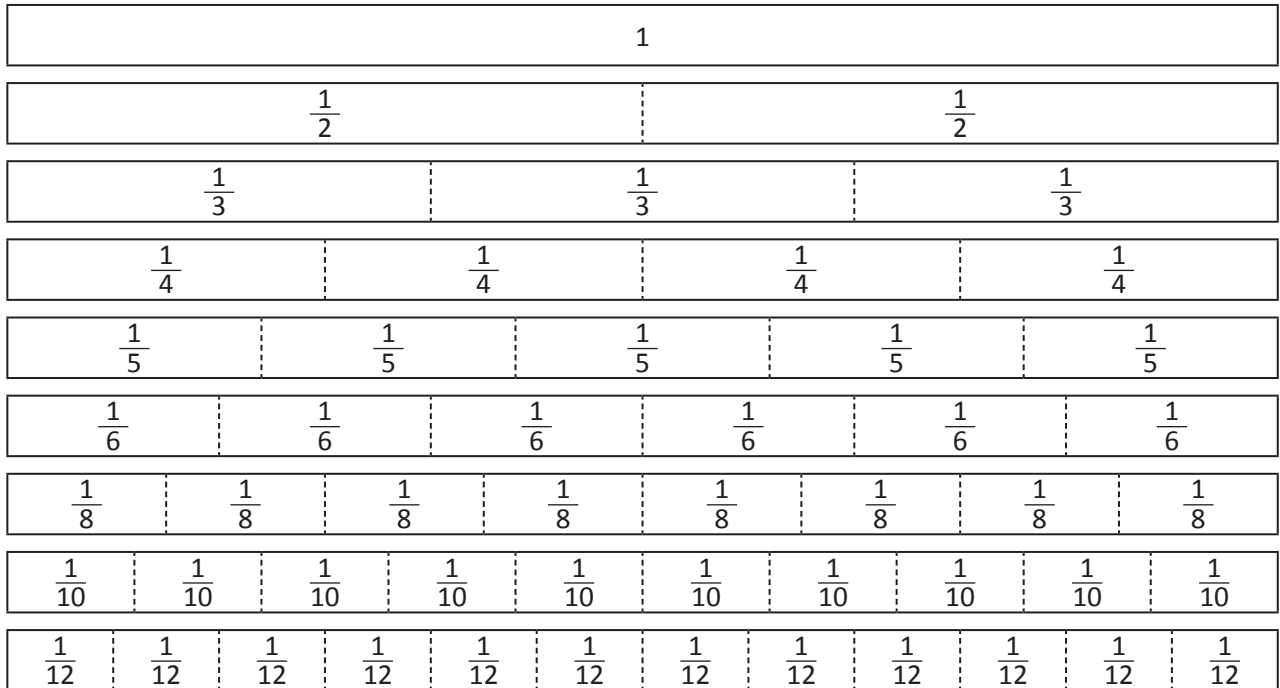 1
1/2 1/2
1/3 1/3 1/3
1/4 1/4 1/4 1/4
1/5 1/5 1/5 1/5 1/5
1/6 1/6 1/6 1/6 1/6 1/6
1/8 1/8 1/8 1/8 1/8 1/8 1/8 1/8
1/10 1/10 1/10 1/10 1/10 1/10 1/10 1/10 1/10 1/10
1/12 1/12 1/12 1/12 1/12 1/12 1/12 1/12 1/12 1/12 1/12 1/12